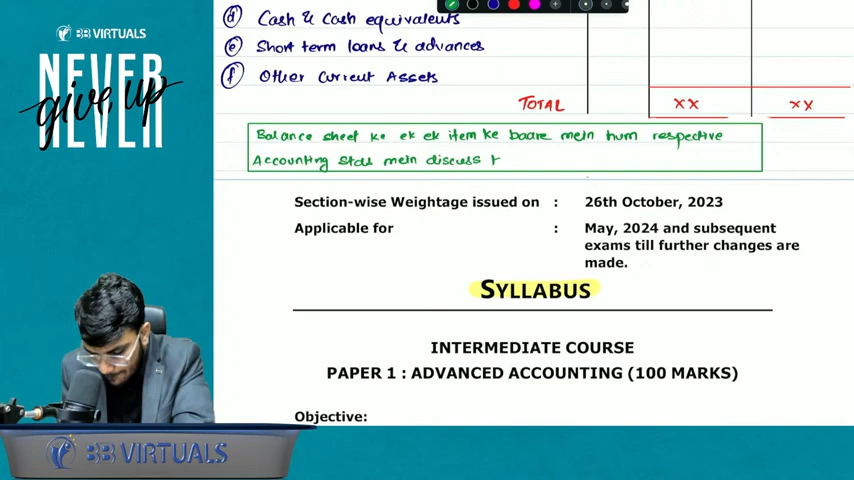 BB VIRTUALS
NEVER
give up
NEVER
d Cash & Cash equivalents
e Short term loans & advances
f Other Current Assets
TOTAL XX XX
Balance sheet ke ek ek item ke baare mein hum respective
Accounting Stds mein discuss
Section-wise Weightage issued on : 26th October, 2023
Applicable for : May, 2024 and subsequent
exams till further changes are
made.
SYLLABUS
INTERMEDIATE COURSE
PAPER 1 : ADVANCED ACCOUNTING (100 MARKS)
Objective:
BB VIRTUALS